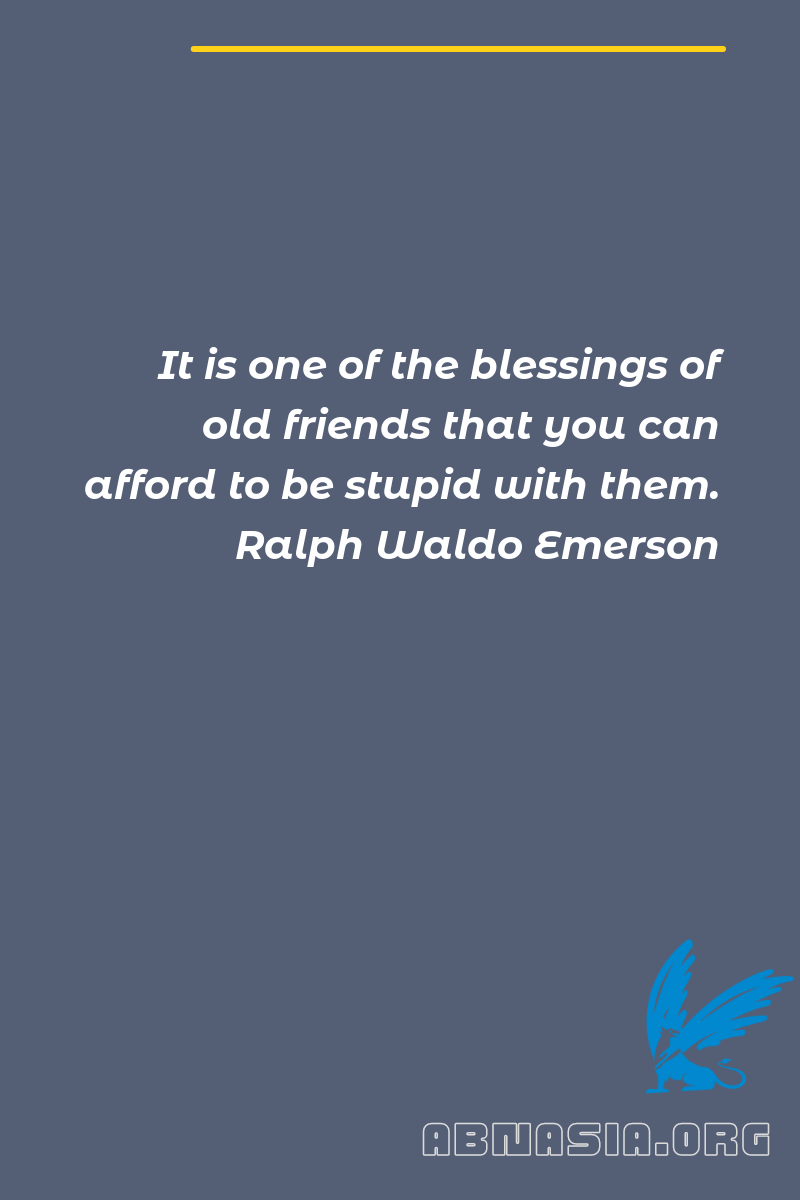 It is one of the blessings of
old friends that you can
afford to be stupid with them.
Ralph Waldo Emerson
ABNASIA.ORG